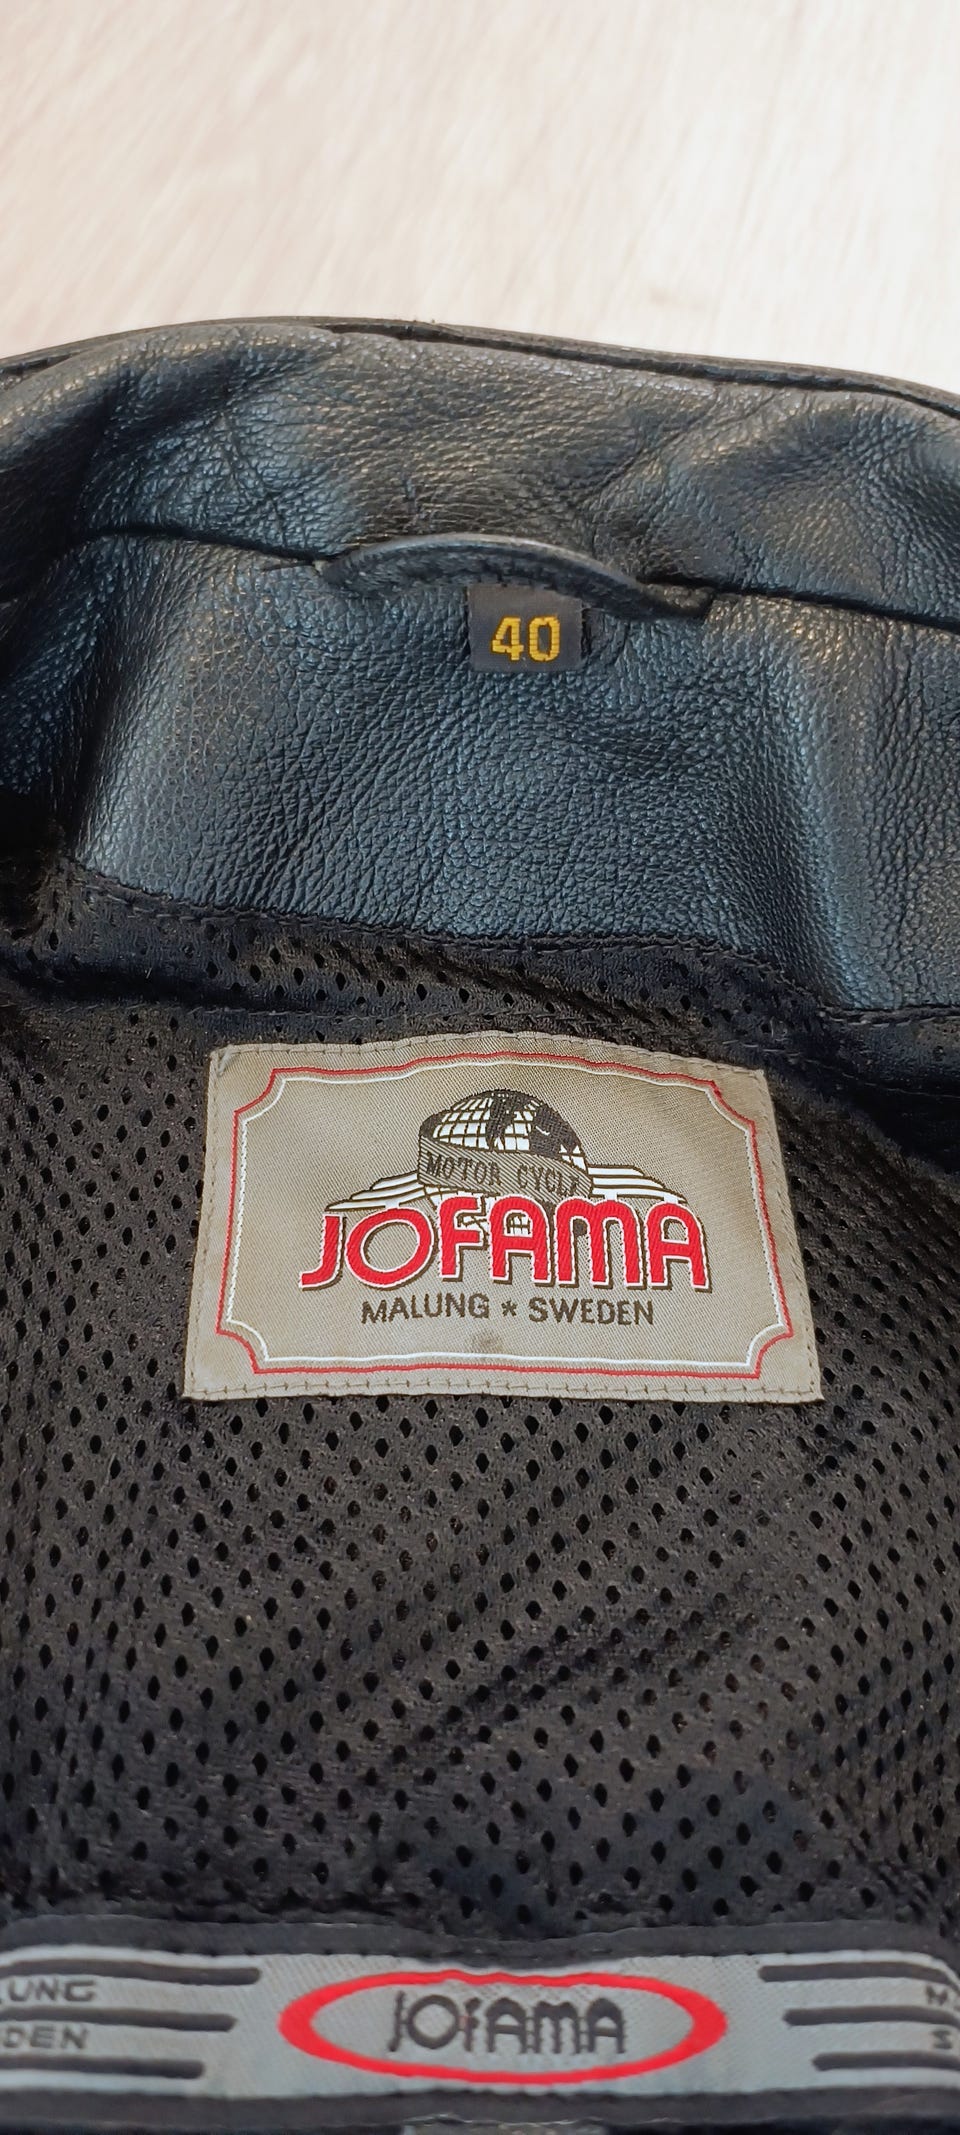 40
MOTOR CYCLE
JOFAMA
MALUNG * SWEDEN
JOFAMA